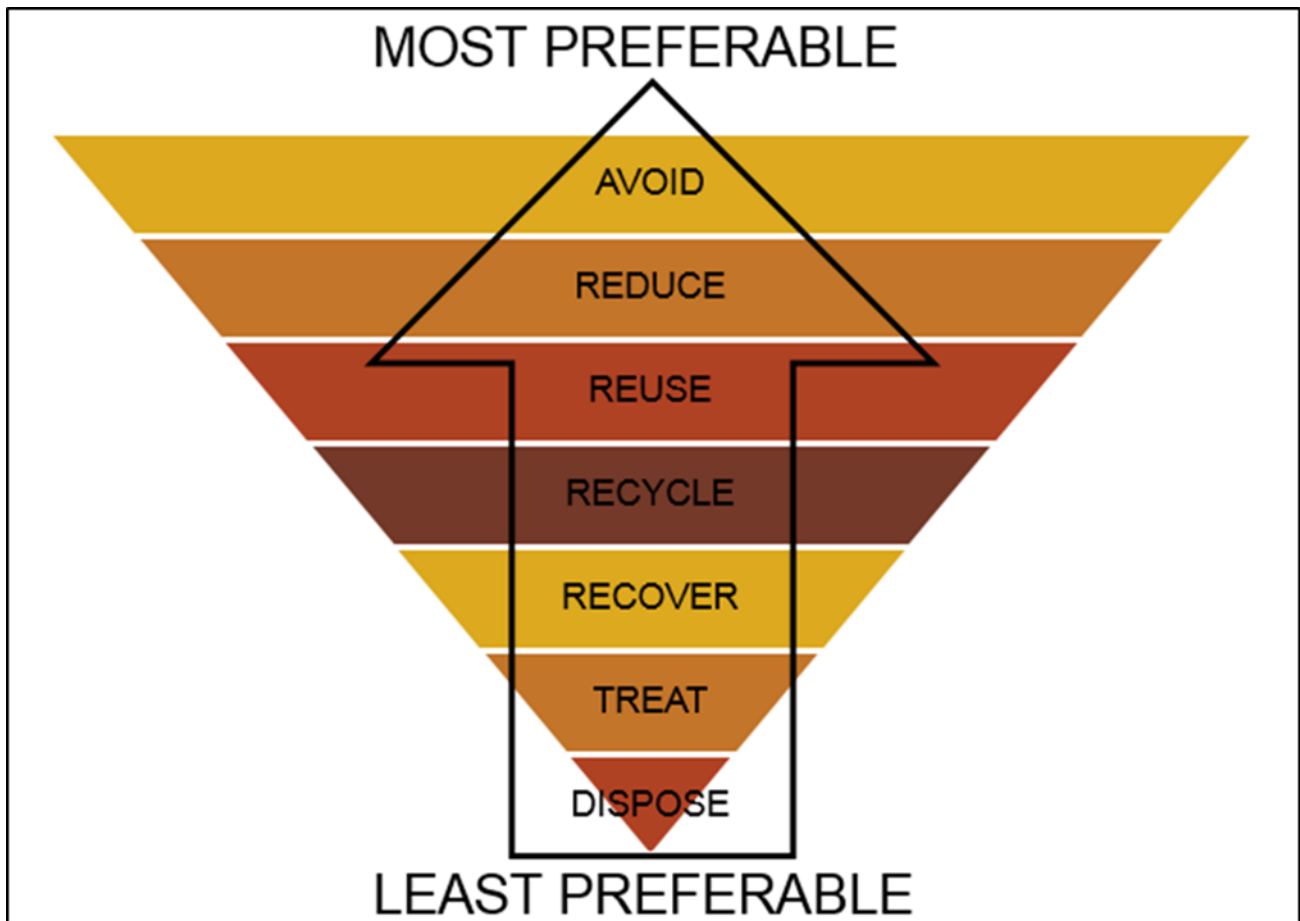 MOST PREFERABLE
AVOID
REDUCE
REUSE
RECYCLE
RECOVER
TREAT
DISPOSE
LEAST PREFERABLE